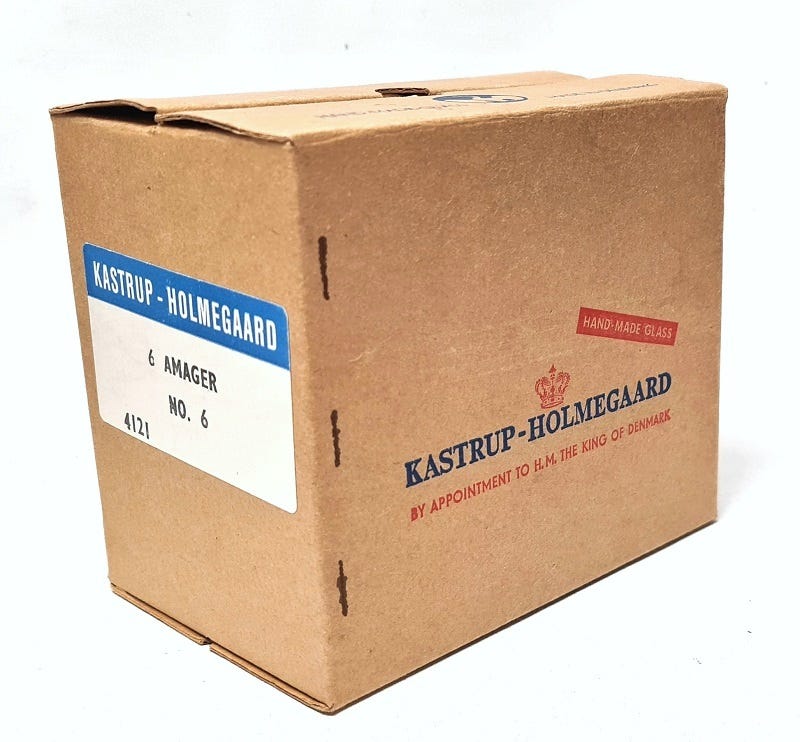 KASTRUP - HOLMEGAARD
6 AMAGER
NO. 6
4121
HAND-MADE GLASS
KASTRUP-HOLMEGAARD
BY APPOINTMENT TO H.M. THE KING OF DENMARK